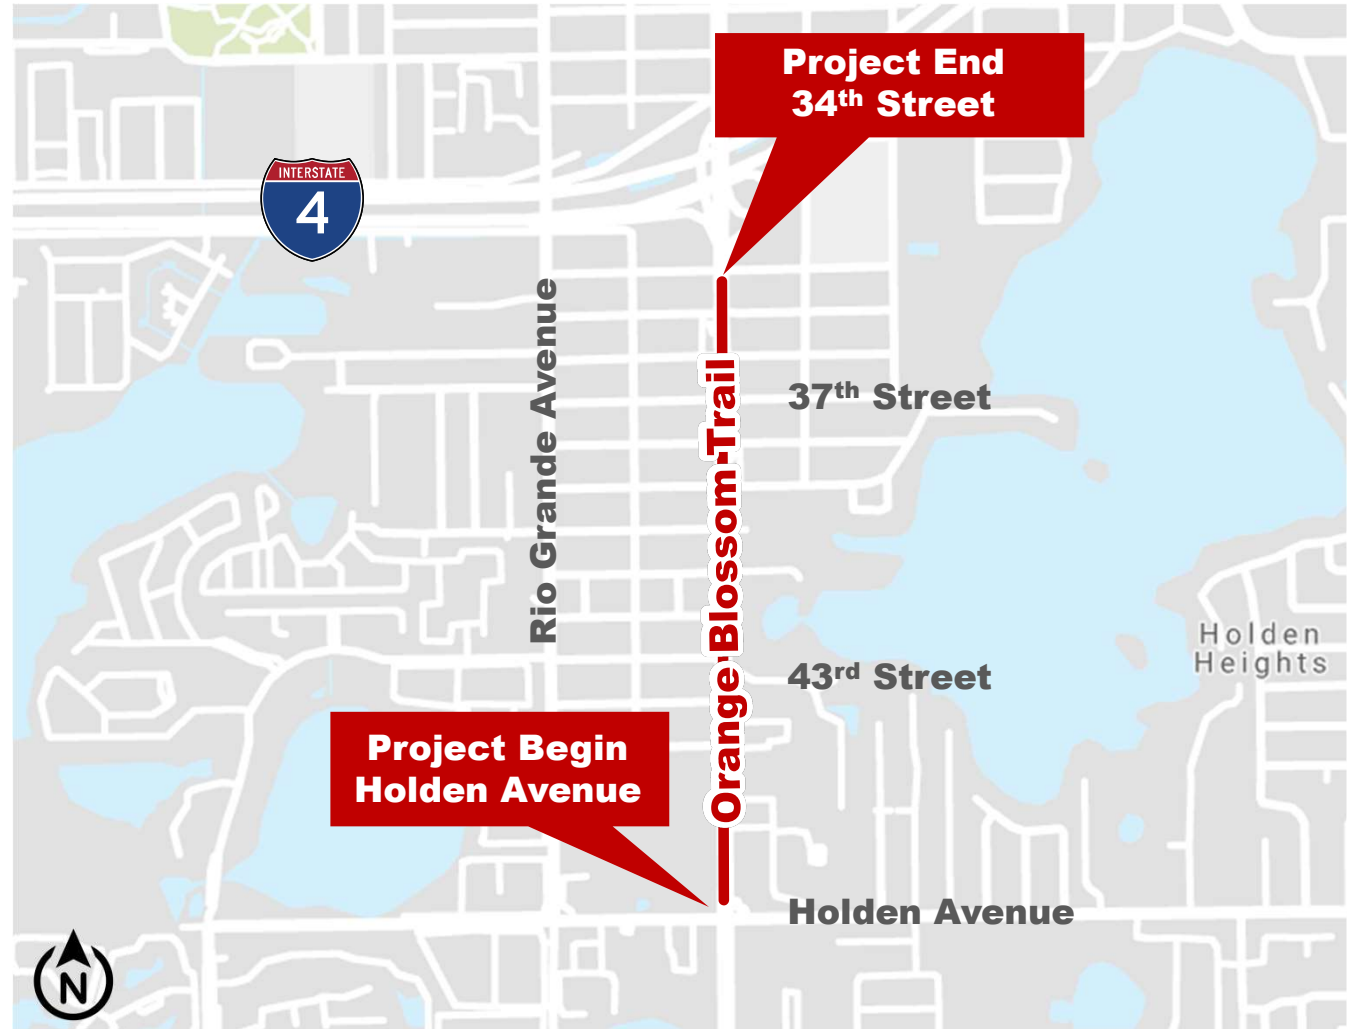 Project End
34th Street
INTERSTATE
4
Rio Grande Avenue
Orange Blossom Trail
37th Street
43rd Street
Holden
Heights
Project Begin
Holden Avenue
Holden Avenue
N